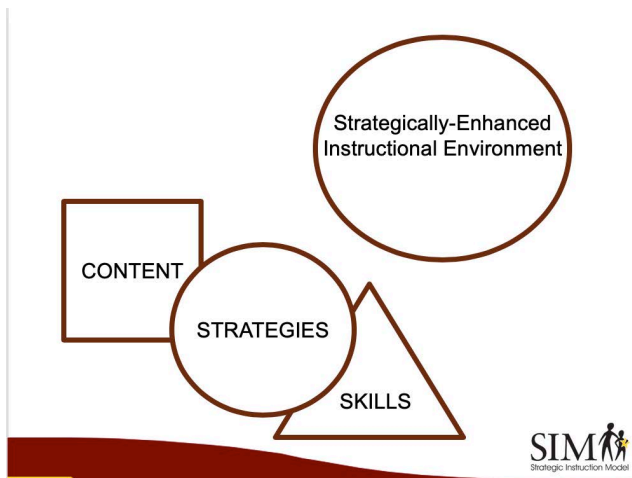 Strategically-Enhanced
Instructional Environment
CONTENT
STRATEGIES
SKILLS
SIM
Strategic Instruction Model